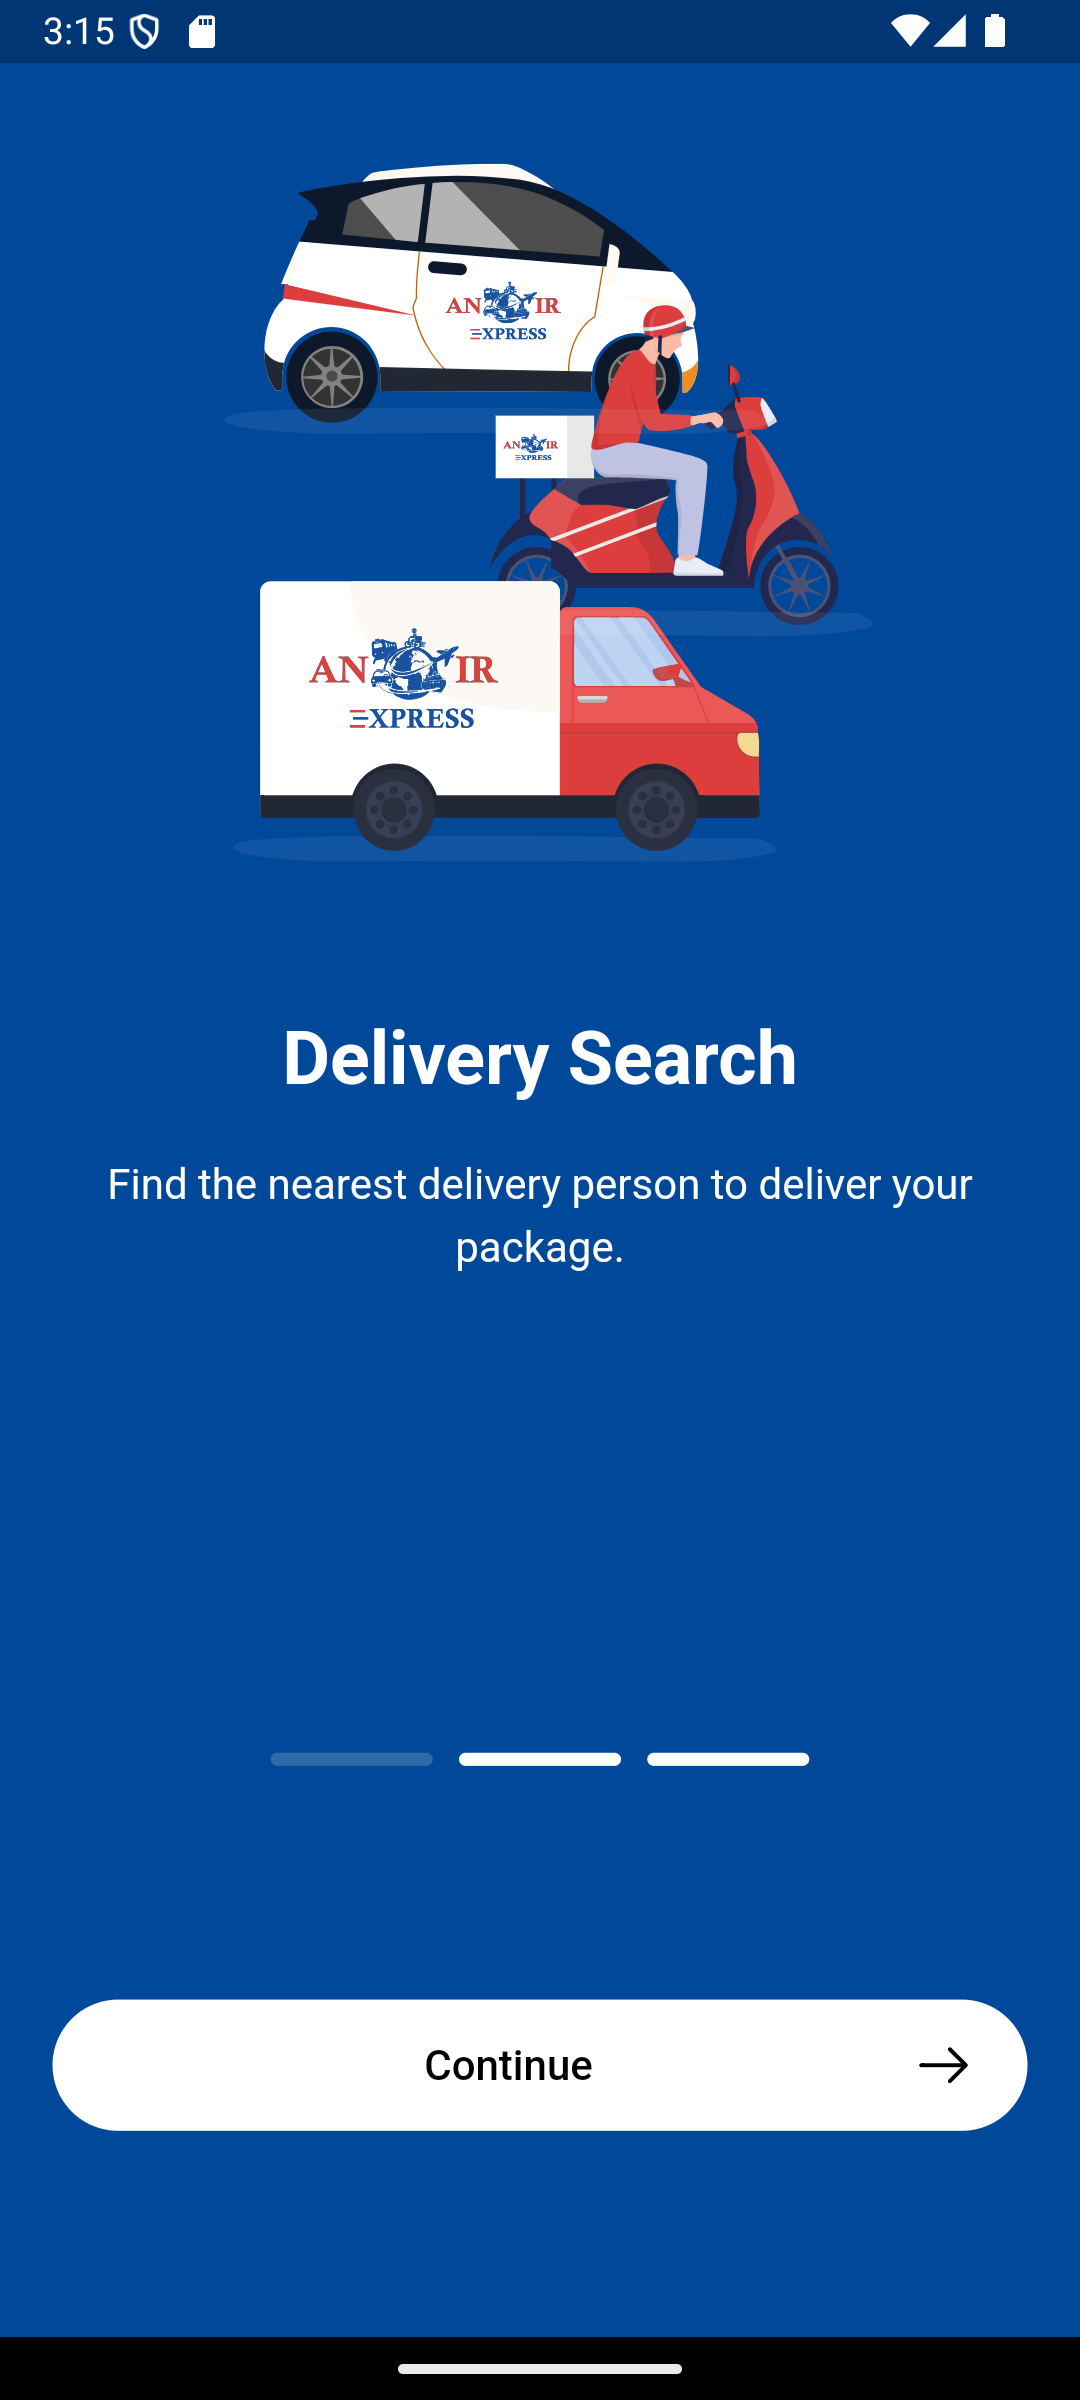 3:15
AN IR
EXPRESS
AN IR
EXPRESS
AN IR
EXPRESS
Delivery Search
Find the nearest delivery person to deliver your
package.
Continue